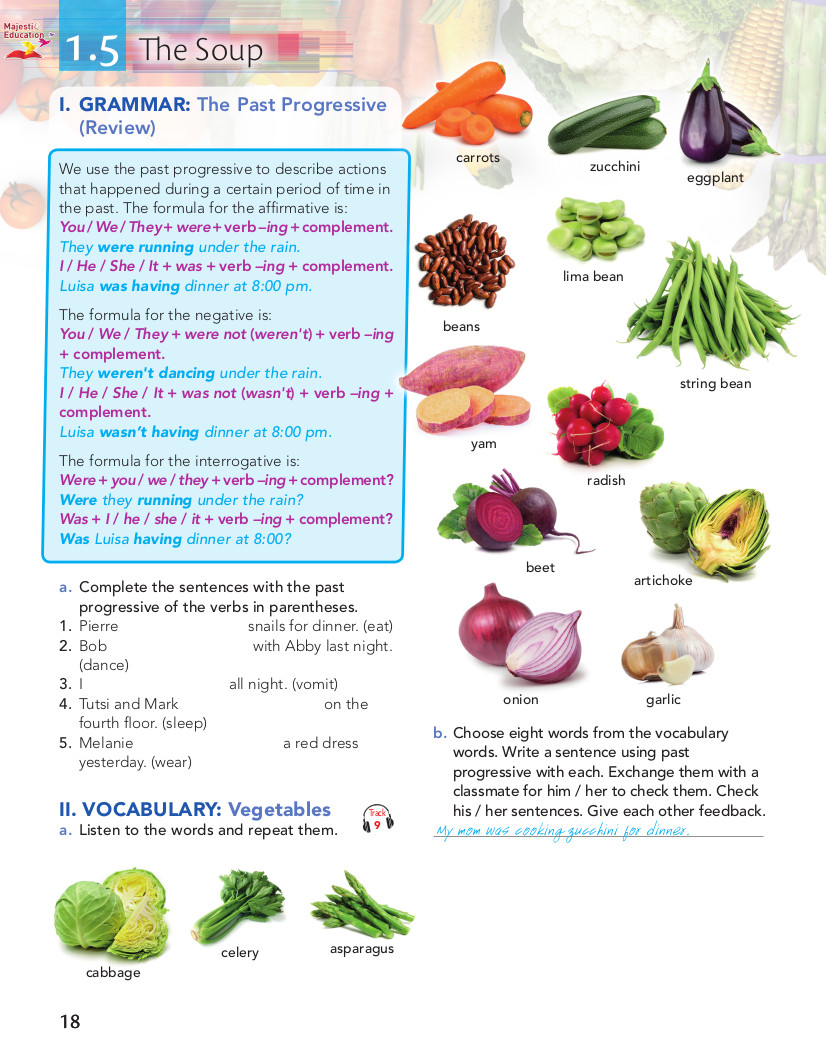 Majestic
Education
1.5 The Soup
I. GRAMMAR: The Past Progressive
(Review)
We use the past progressive to describe actions
that happened during a certain period of time in
the past. The formula for the affirmative is:
You / We / They + were + verb –ing + complement.
They were running under the rain.
I / He / She / It + was + verb –ing + complement.
Luisa was having dinner at 8:00 pm.
The formula for the negative is:
You / We / They + were not (weren't) + verb –ing
+ complement.
They weren't dancing under the rain.
I / He / She / It + was not (wasn't) + verb –ing +
complement.
Luisa wasn’t having dinner at 8:00 pm.
The formula for the interrogative is:
Were + you / we / they + verb –ing + complement?
Were they running under the rain?
Was + I / he / she / it + verb –ing + complement?
Was Luisa having dinner at 8:00?
a. Complete the sentences with the past
progressive of the verbs in parentheses.
1. Pierre snails for dinner. (eat)
2. Bob with Abby last night.
(dance)
3. I all night. (vomit)
4. Tutsi and Mark on the
fourth floor. (sleep)
5. Melanie a red dress
yesterday. (wear)
II. VOCABULARY: Vegetables
Track
9
a. Listen to the words and repeat them.
cabbage
celery
asparagus
carrots
zucchini
eggplant
lima bean
beans
string bean
yam
radish
beet
artichoke
onion
garlic
b. Choose eight words from the vocabulary
words. Write a sentence using past
progressive with each. Exchange them with a
classmate for him / her to check them. Check
his / her sentences. Give each other feedback.
My mom was cooking zucchini for dinner.
18